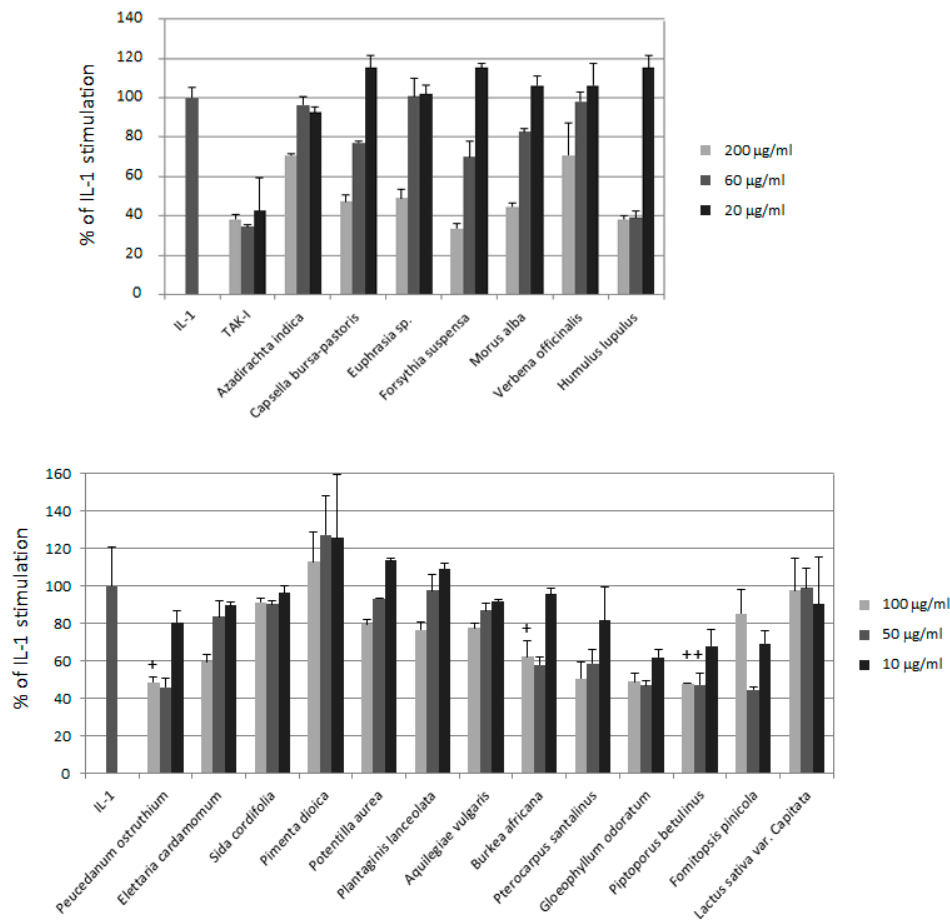 140
120
100
80
60
40
20
0
% of IL-1 stimulation
200 µg/ml
60 µg/ml
20 µg/ml
IL-1
TAK-I
Azadirachta indica
Capsella bursa-pastoris
Euphrasia sp.
Forsythia suspensa
Morus alba
Verbena officinalis
Humulus lupulus
160
140
120
100
80
60
40
20
0
% of IL-1 stimulation
+
+
++
100 µg/ml
50 µg/ml
10 µg/ml
IL-1
Peucedanum ostruthium
Elettaria cardamomum
Sida cordifolia
Pimenta dioica
Potentilla aurea
Plantaginis lanceolata
Aquilegiae vulgaris
Burkea africana
Pterocarpus santalinus
Gloeophyllum odoratum
Piptoporus betulinus
Fomitopsis pinicola
Lactus sativa var. Capitata